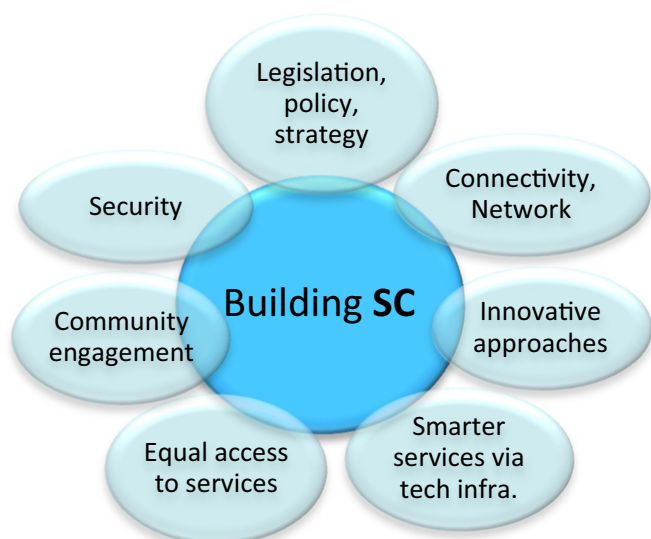 Legislation,
policy,
strategy
Connectivity,
Network
Innovative
approaches
Smarter
services via
tech infra.
Equal access
to services
Community
engagement
Security
Building SC